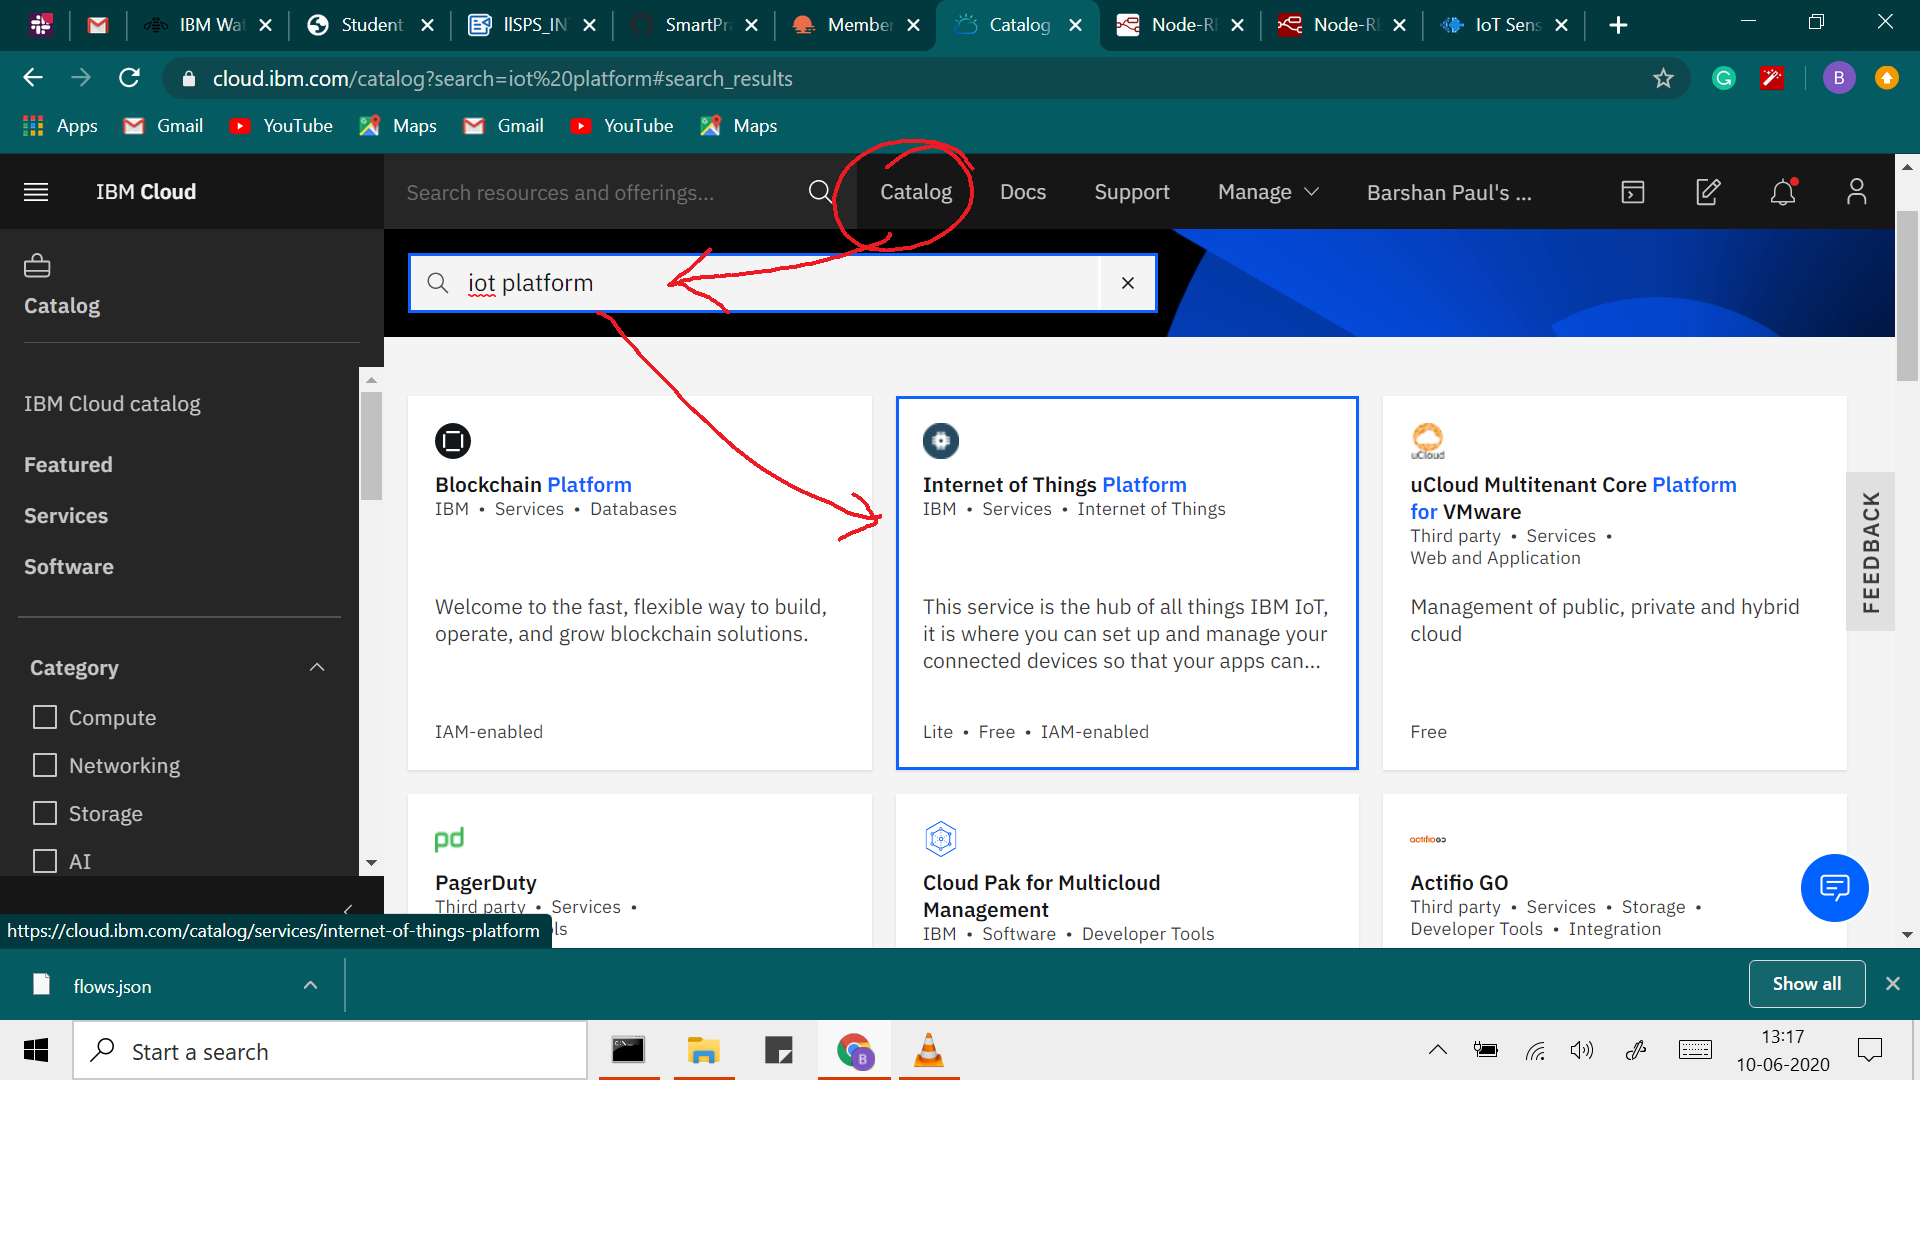 IBM Wat
Student
IlSPS_IN
SmartPra
Member
Catalog
Node-R
Node-RI
IoT Sens
cloud.ibm.com/catalog?search=iot%20platform#search_results
B
Apps
Gmail
YouTube
Maps
Gmail
YouTube
Maps
IBM Cloud
Search resources and offerings...
Catalog
Docs
Support
Manage
Barshan Paul's ...
Catalog
iot platform
IBM Cloud catalog
Featured
Services
Software
Category
Compute
Networking
Storage
AI
Blockchain Platform
IBM • Services • Databases
Welcome to the fast, flexible way to build,
operate, and grow blockchain solutions.
IAM-enabled
Internet of Things Platform
IBM • Services • Internet of Things
This service is the hub of all things IBM IoT,
it is where you can set up and manage your
connected devices so that your apps can...
Lite • Free • IAM-enabled
uCloud
uCloud Multitenant Core Platform
for VMware
Third party • Services •
Web and Application
Management of public, private and hybrid
cloud
Free
FEEDBACK
pd
PagerDuty
Third party • Services •
ls
Cloud Pak for Multicloud
Management
IBM • Software • Developer Tools
actifio GO
Actifio GO
Third party • Services • Storage •
Developer Tools • Integration
https://cloud.ibm.com/catalog/services/internet-of-things-platform
flows.json
Show all
Start a search
B
13:17
10-06-2020